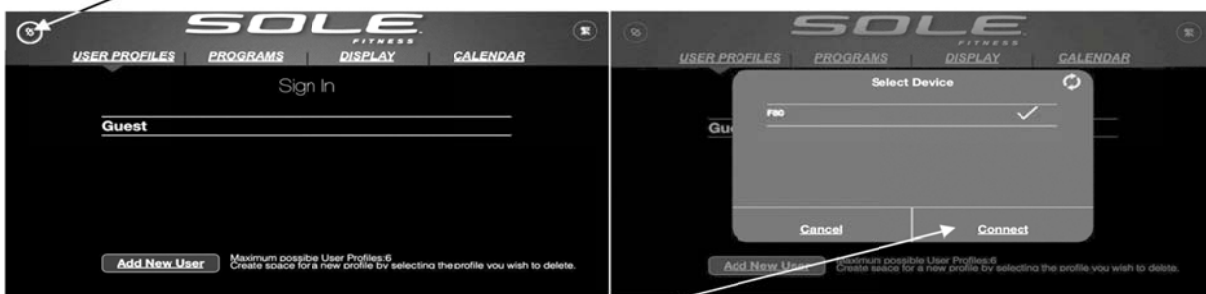 SOLE
FITNESS
USER PROFILES PROGRAMS DISPLAY CALENDAR
Sign In
Guest
Add New User
Maximum possibe User Profiles:6
Create space for a new profile by selecting the profile you wish to delete.
SOLE
FITNESS
USER PROFILES PROGRAMS DISPLAY CALENDAR
Select Device
F80
Gu
Cancel Connect
Add New User
Maximum possible User Profiles:6
Create space for a new profile by selecting the profile you wish to delete.